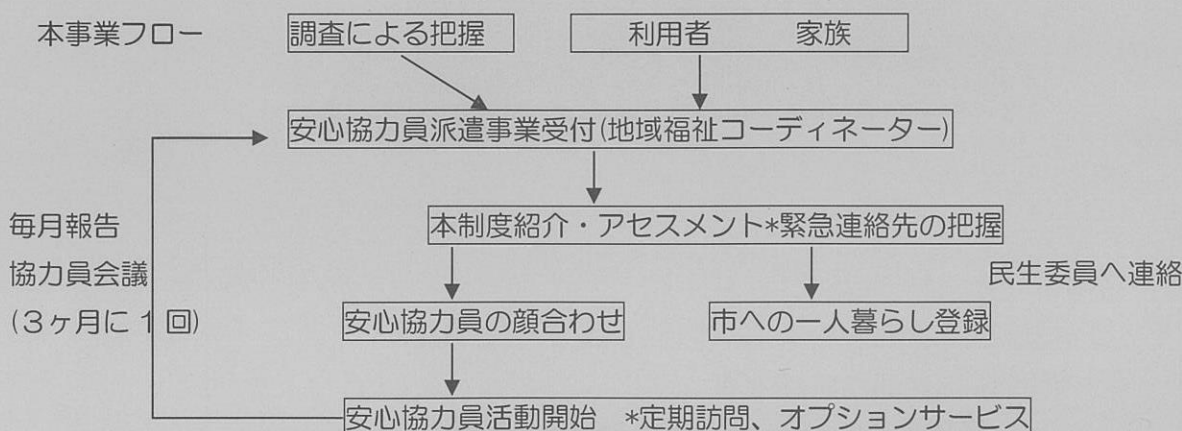 本事業フロー
調査による把握
利用者 家族
安心協力員派遣事業受付(地域福祉コーディネーター)
本制度紹介・アセスメント*緊急連絡先の把握
毎月報告
協力員会議
(3ヶ月に1回)
民生委員へ連絡
安心協力員の顔合わせ
市への一人暮らし登録
安心協力員活動開始 *定期訪問、オプションサービス